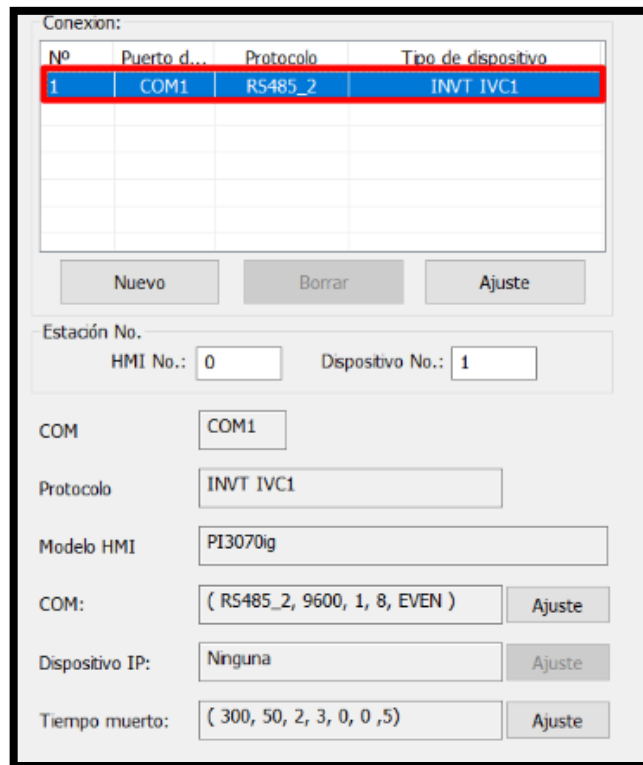 Conexion:
Nº Puerto d... Protocolo Tipo de dispositivo
1 COM1 RS485_2 INVT IVC1
Nuevo Borrar Ajuste
Estación No.
HMI No.: 0 Dispositivo No.: 1
COM COM1
Protocolo INVT IVC1
Modelo HMI PI3070ig
COM: ( RS485_2, 9600, 1, 8, EVEN ) Ajuste
Dispositivo IP: Ninguna Ajuste
Tiempo muerto: ( 300, 50, 2, 3, 0, 0 ,5) Ajuste